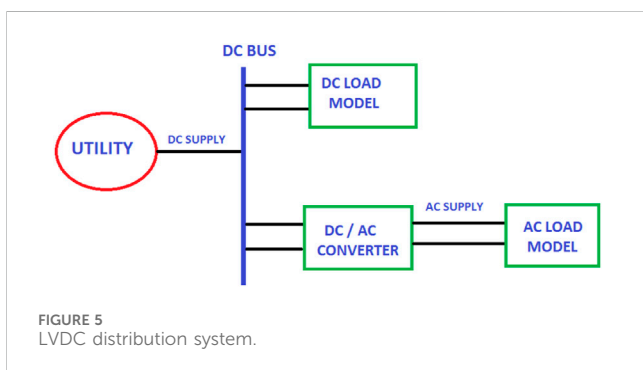 DC BUS
DC LOAD
MODEL
UTILITY
DC SUPPLY
DC / AC
CONVERTER
AC SUPPLY
AC LOAD
MODEL
FIGURE 5
LVDC distribution system.